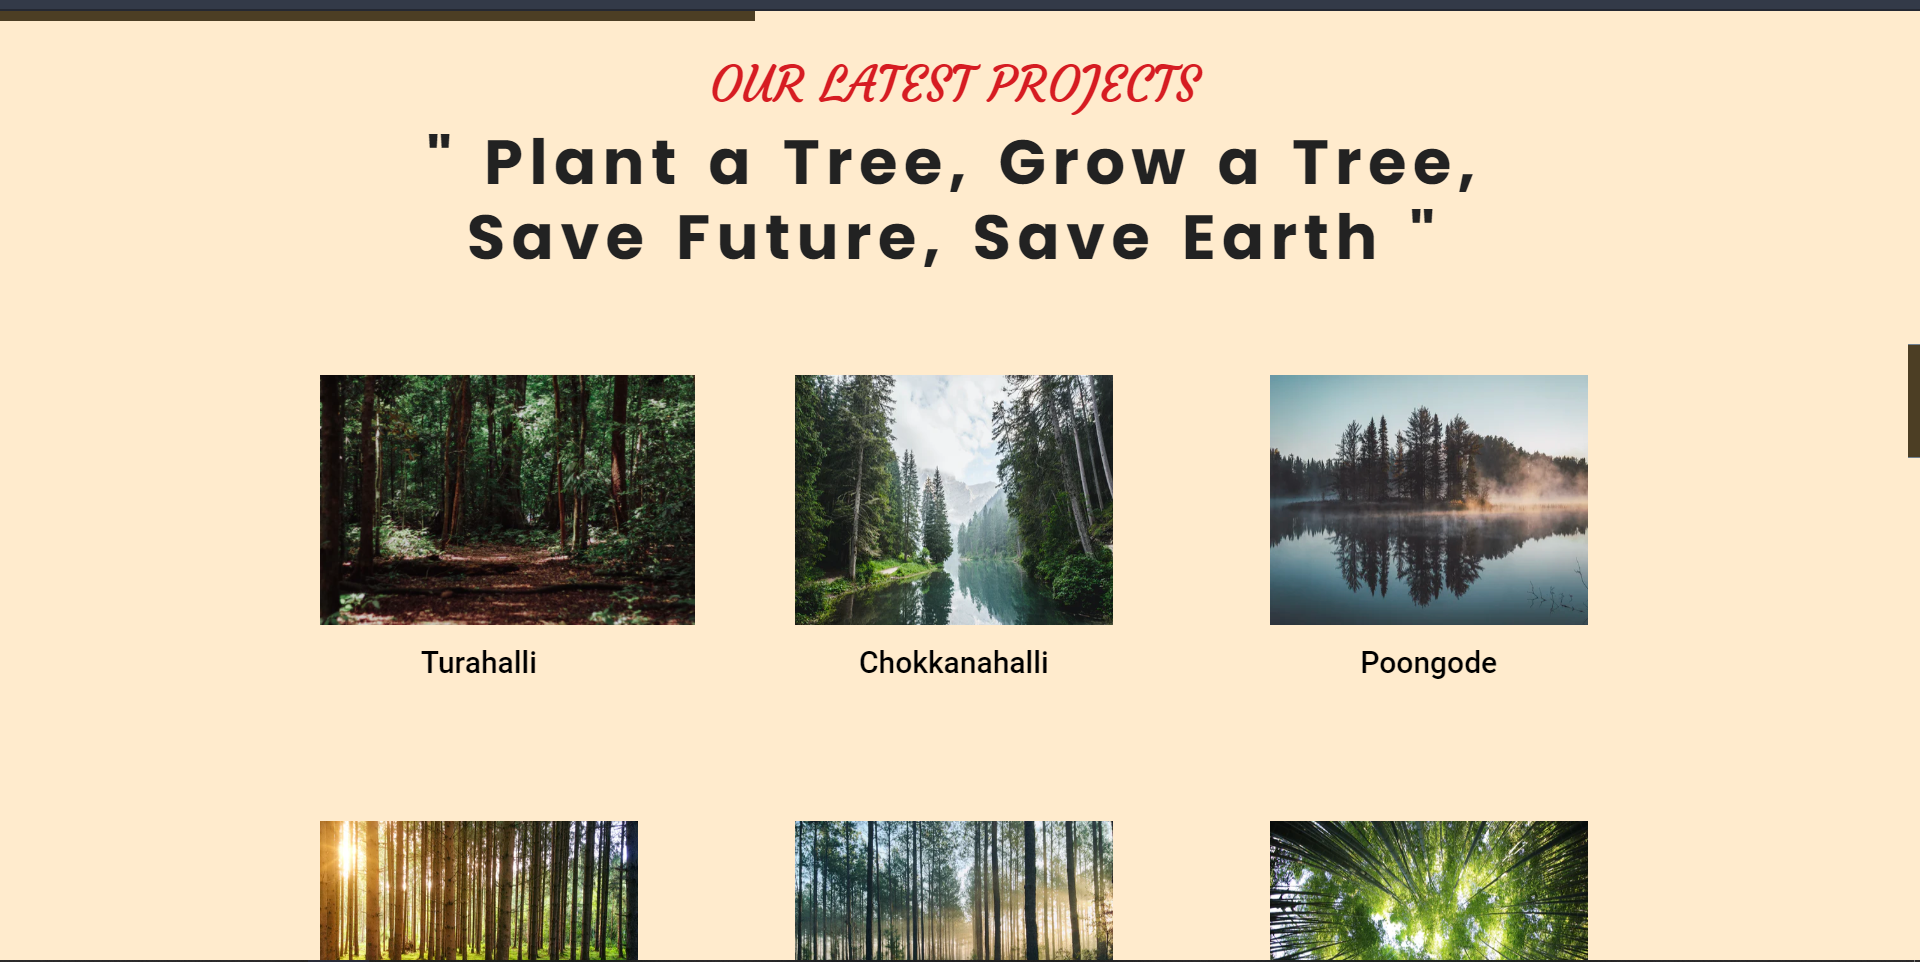 OUR LATEST PROJECTS
" Plant a Tree, Grow a Tree,
Save Future, Save Earth "
Turahalli
Chokkanahalli
Poongode